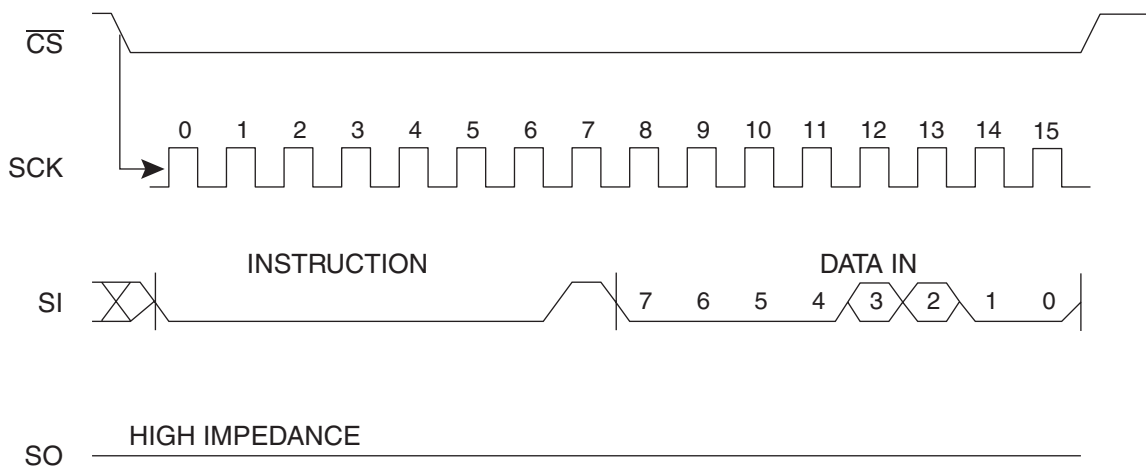 CS
0 1 2 3 4 5 6 7 8 9 10 11 12 13 14 15
SCK
INSTRUCTION DATA IN
SI 7 6 5 4 3 2 1 0
HIGH IMPEDANCE
SO